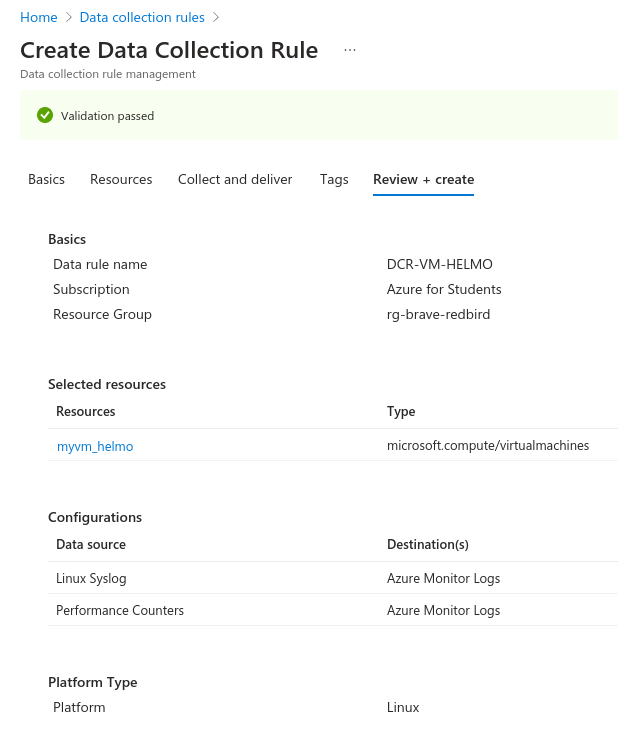 Home > Data collection rules >
Create Data Collection Rule ...
Data collection rule management
Validation passed
Basics Resources Collect and deliver Tags Review + create
Basics
Data rule name DCR-VM-HELMO
Subscription Azure for Students
Resource Group rg-brave-redbird
Selected resources
Resources Type
myvm_helmo microsoft.compute/virtualmachines
Configurations
Data source Destination(s)
Linux Syslog Azure Monitor Logs
Performance Counters Azure Monitor Logs
Platform Type
Platform Linux